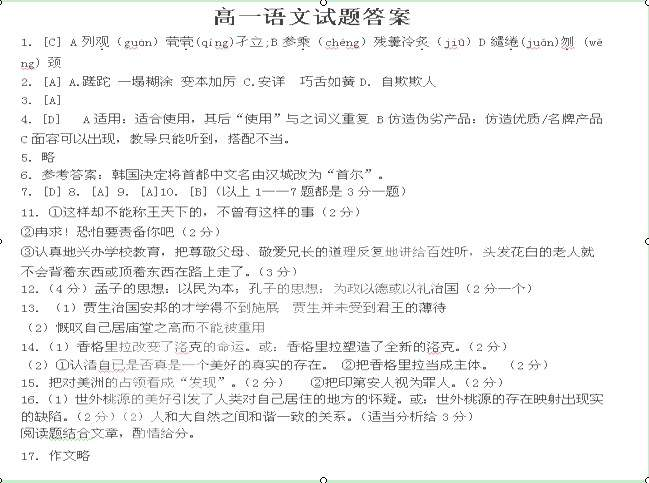 高一语文试题答案
1. [C] A列观（guān）茕茕(qíng)孑立;B参乘（chéng）残羹冷炙（jiǔ）D缱绻(juān)刎（wě
ng）颈
2. [A] A.蹉跎 一塌糊涂 变本加厉 C.安详 巧舌如簧 D. 自欺欺人
3. [A]
4. [D] A适用：适合使用，其后“使用”与之词义重复 B仿造伪劣产品：仿造优质/名牌产品
C面容可以出现，教导只能听到，搭配不当。
5. 略
6. 参考答案：韩国决定将首都中文名由汉城改为“首尔”。
7. [D] 8. [A] 9. [A]10. [B] (以上1——7题都是3分一题)
11. ①这样却不能称王天下的，不曾有这样的事（2分）
②冉求！恐怕要责备你吧（2分）
③认真地兴办学校教育，把尊敬父母、敬爱兄长的道理反复地讲给百姓听，头发花白的老人就
不会背着东西或顶着东西在路上走了。（3分）
12.（4分）孟子的思想：以民为本；孔子的思想：为政以德或以礼治国（2分一个）
13. （1）贾生治国安邦的才学得不到施展 贾生并未受到君王的薄待
（2）慨叹自己居庙堂之高而不能被重用
14.（1）香格里拉改变了洛克的命运。或：香格里拉塑造了全新的洛克。（2分）
（2）①认清自己是否真是一个美好的真实的存在。 ②把香格里拉当成主体。 （2分）
15. 把对美洲的占领看成“发现”。（2分） ②把印第安人视为罪人。（2分）
16.（1）世外桃源的美好引发了人类对自己居住的地方的怀疑。或：世外桃源的存在映射出现实
的缺陷。（2分）（2）人和大自然之间和谐一致的关系。（适当分析给3分）
阅读题结合文章，酌情给分。
17. 作文略